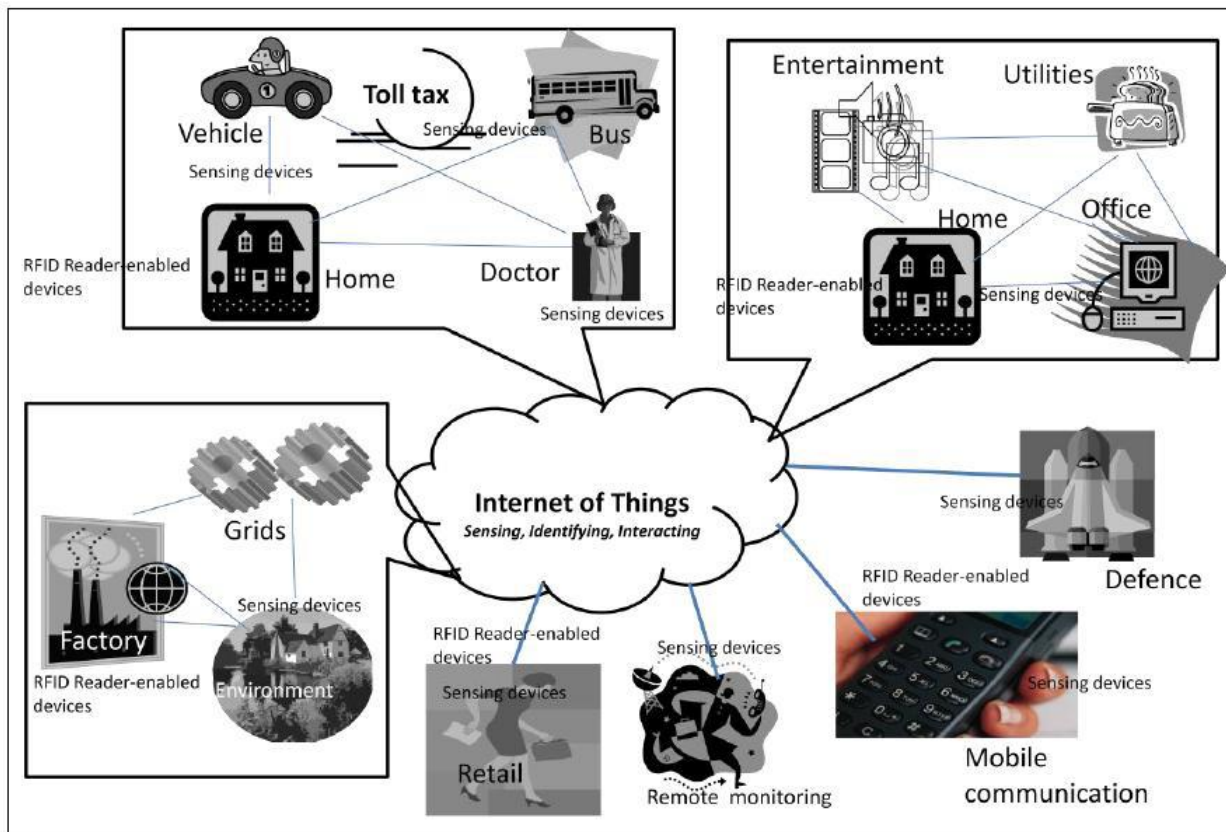 Toll tax
Vehicle
Sensing devices
Bus
Sensing devices
RFID Reader-enabled
devices
Home
Doctor
Sensing devices
1
Entertainment
Utilities
Home
Office
RFID Reader-enabled
devices
Sensing devices
Internet of Things
Sensing, Identifying, Interacting
Grids
Sensing devices
Factory
Environment
RFID Reader-enabled
devices
RFID Reader-enabled
devices
Sensing devices
Retail
Sensing devices
Remote monitoring
Sensing devices
Defence
RFID Reader-enabled
devices
Sensing devices
Mobile
communication